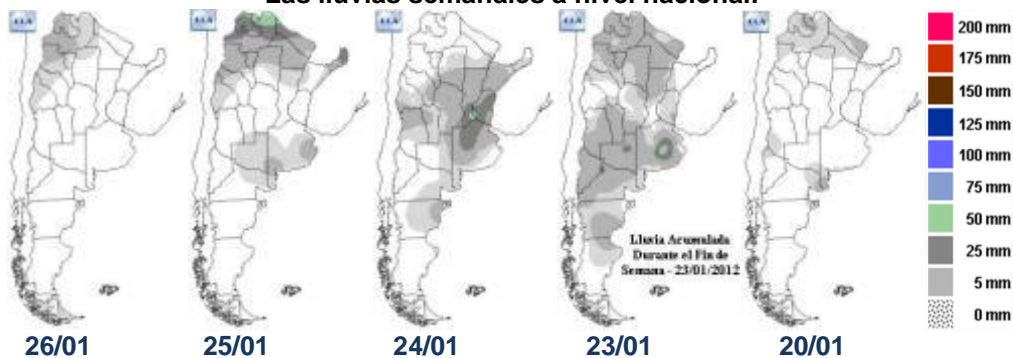 Las lluvias semanales a nivel nacional.
200 mm
175 mm
150 mm
125 mm
100 mm
75 mm
50 mm
25 mm
5 mm
0 mm
Lluvia Acumulada
Durante el Fin de
Semana - 23/01/2012
26/01
25/01
24/01
23/01
20/01